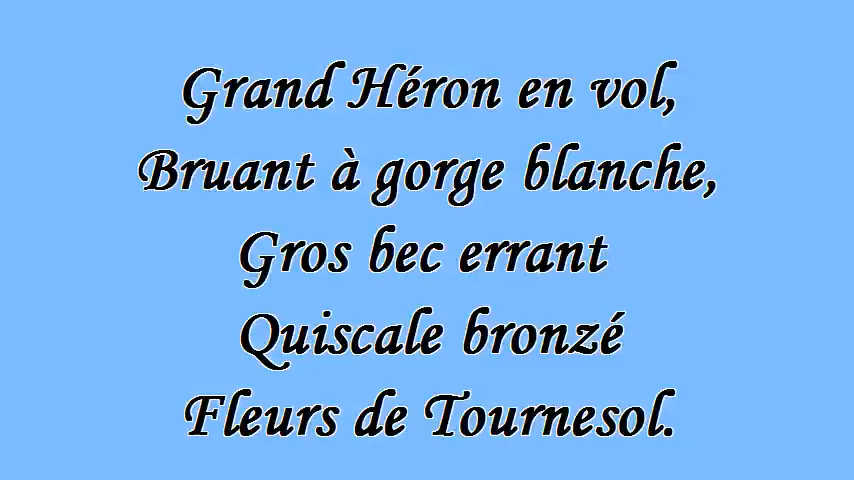 Grand Héron en vol,
Bruant à gorge blanche,
Gros bec errant
Quiscale bronzé
Fleurs de Tournesol.